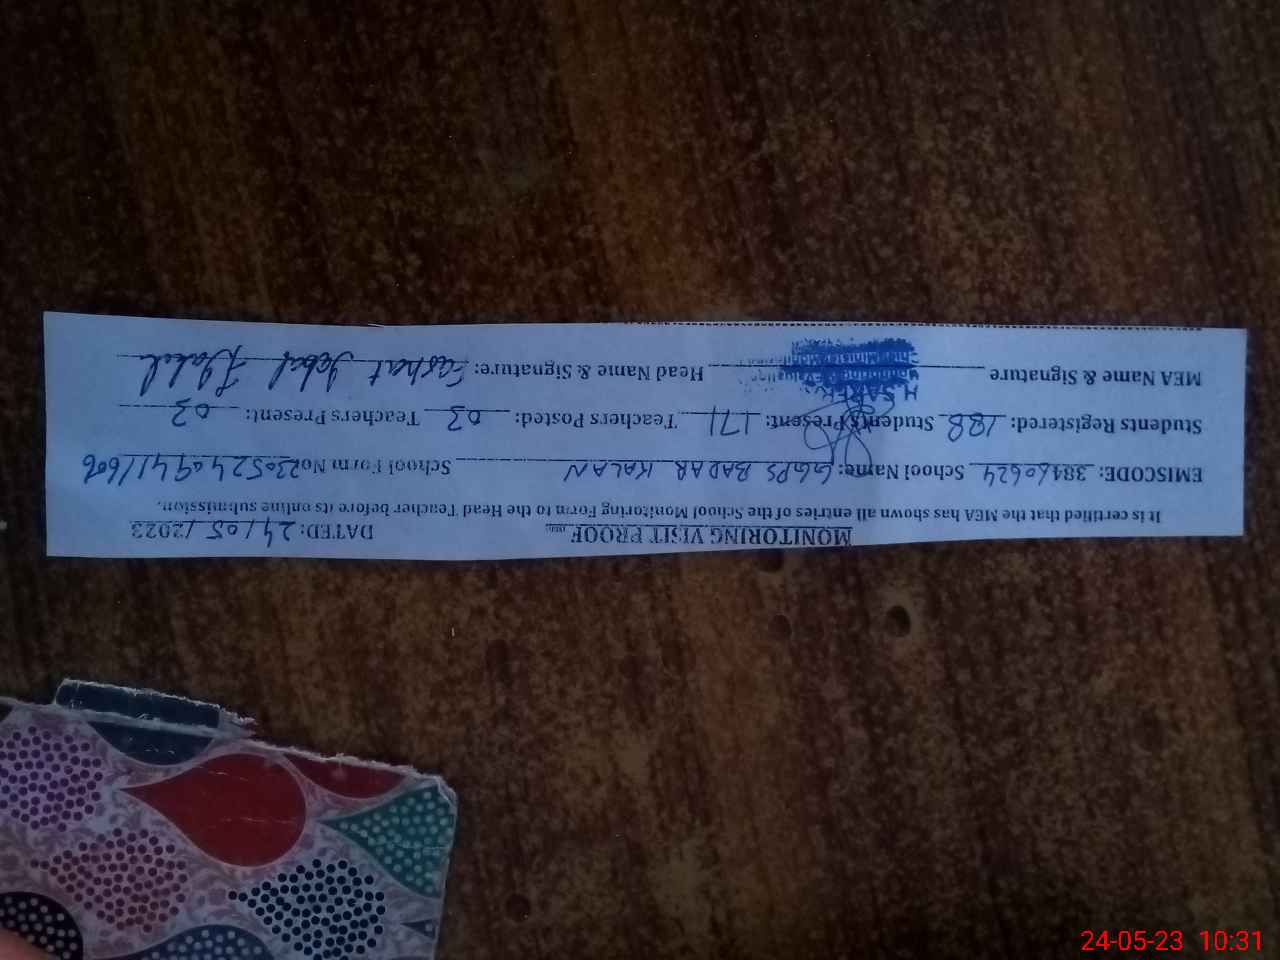 MONITORING VISIT PROOF
DATED: 24/05/2023
It is certified that the MEA has shown all entries of the School Monitoring Form to the Head Teacher before its online submission.
EMISCODE: 38460624 School Name: GGPS BADAR KALAN School Form No
Students Registered: 188 Students Present: 171 Teachers Posted: 03 Teachers Present: 03
MEA Name & Signature Head Name & Signature:
24-05-23 10:31